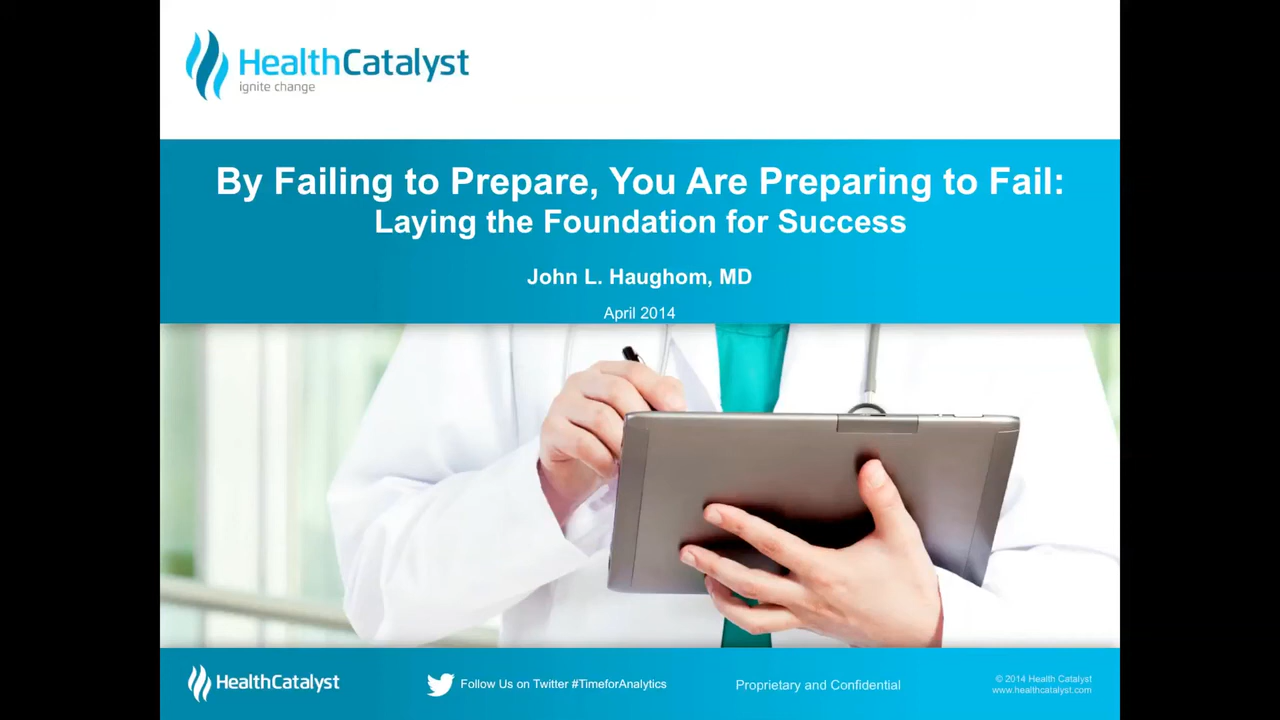 HealthCatalyst
ignite change
By Failing to Prepare, You Are Preparing to Fail:
Laying the Foundation for Success
John L. Haughom, MD
April 2014
HealthCatalyst
Follow Us on Twitter #TimeforAnalytics
Proprietary and Confidential
© 2014 Health Catalyst
www.healthcatalyst.com